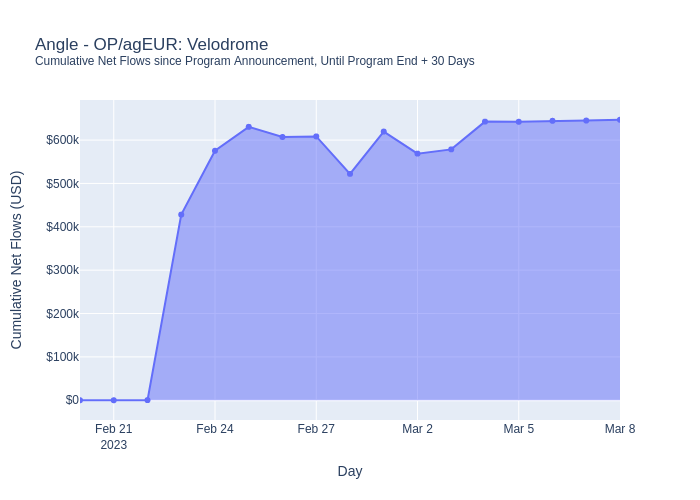 Angle - OP/agEUR: Velodrome
Cumulative Net Flows since Program Announcement, Until Program End + 30 Days
Cumulative Net Flows (USD)
$600k
$500k
$400k
$300k
$200k
$100k
$0
Feb 21
2023
Feb 24
Feb 27
Mar 2
Mar 5
Mar 8
Day